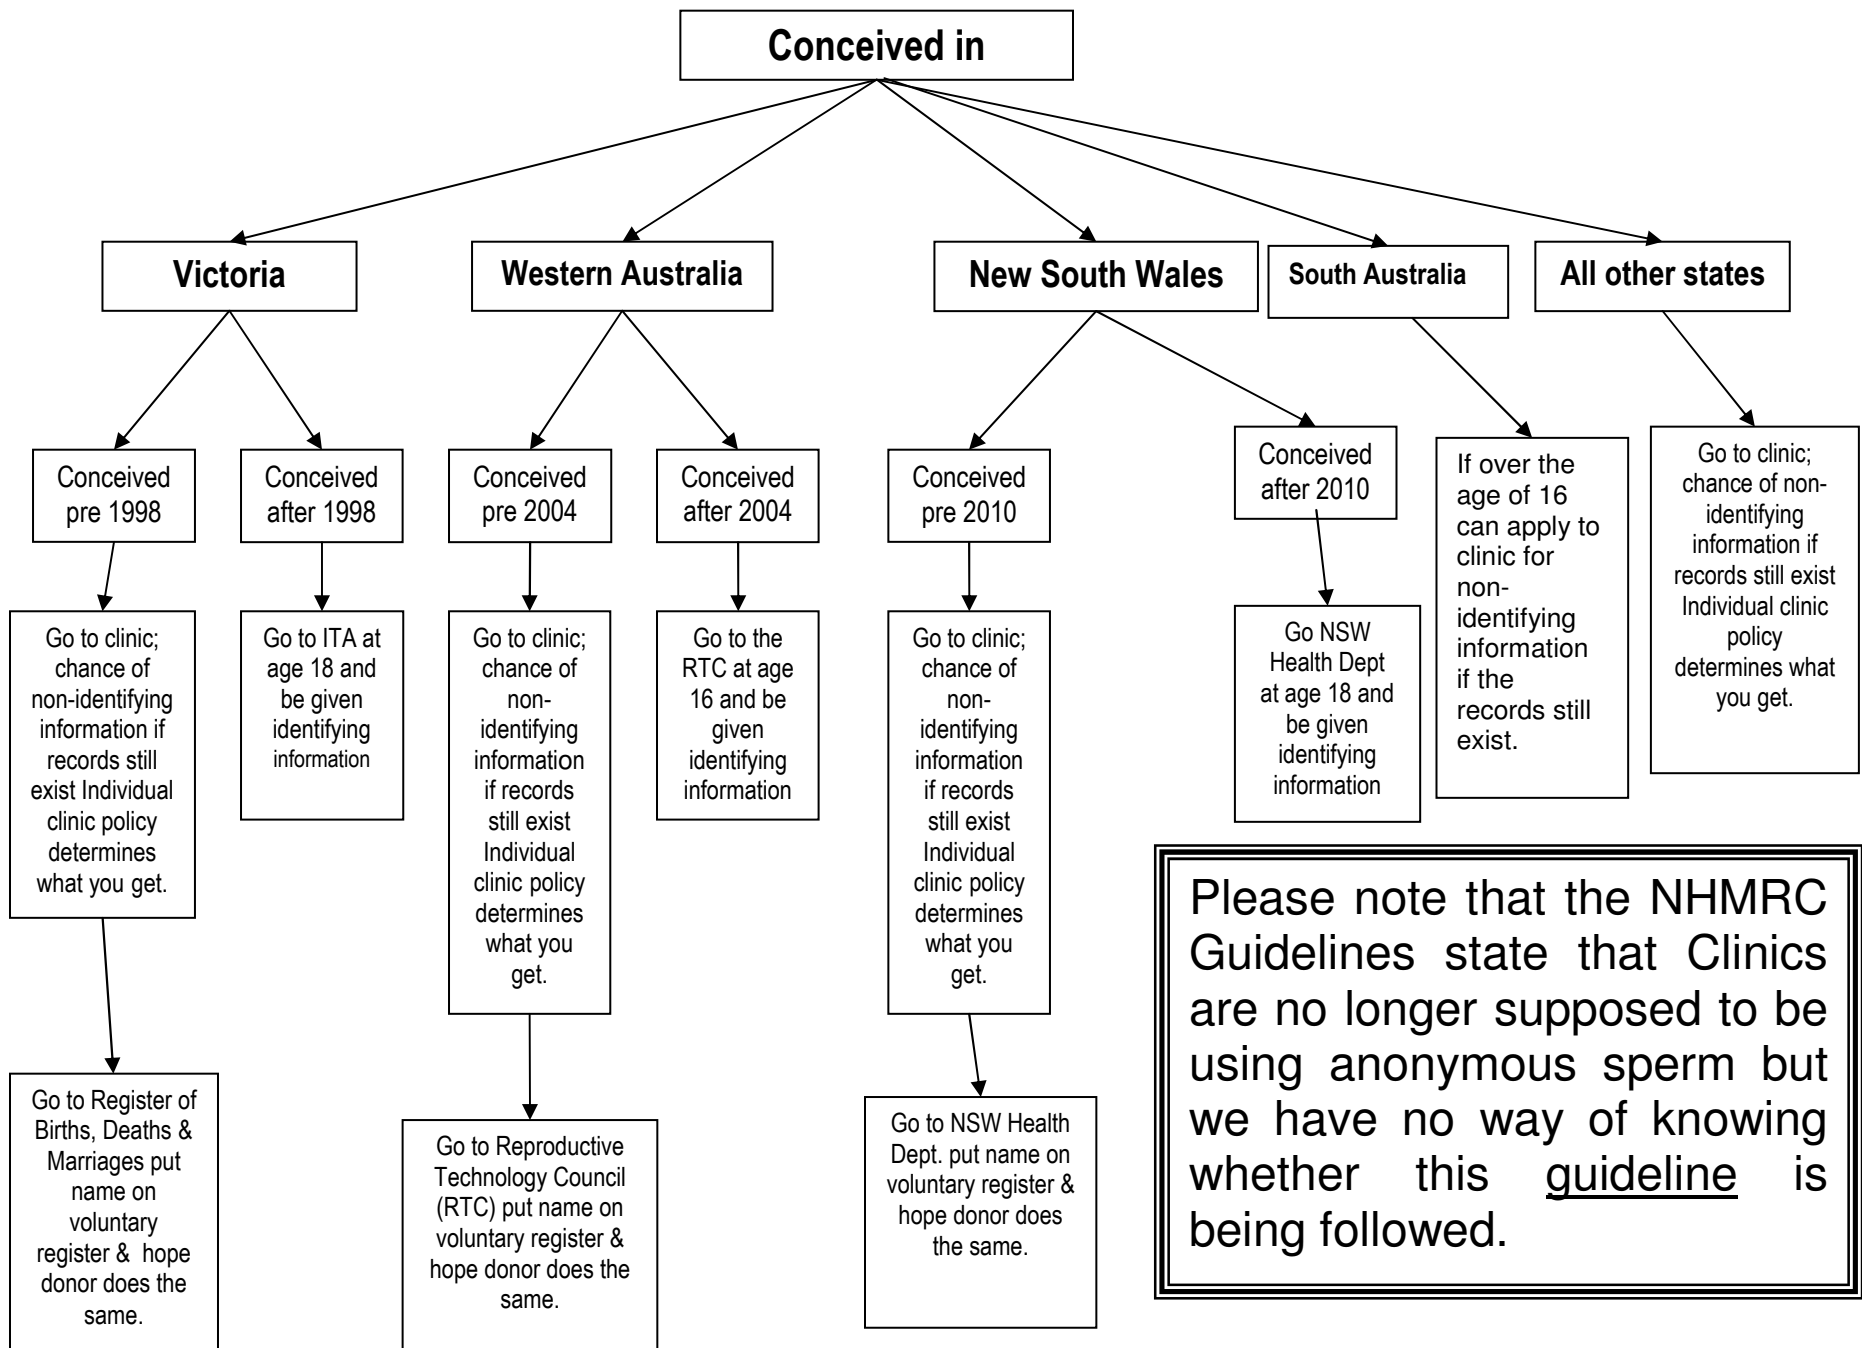 Conceived in
Victoria
Western Australia
New South Wales
South Australia
All other states
Conceived
pre 1998
Conceived
after 1998
Conceived
pre 2004
Conceived
after 2004
Conceived
pre 2010
Conceived
after 2010
If over the
age of 16
can apply to
clinic for
non-
identifying
information
if the
records still
exist.
Go to clinic;
chance of non-
identifying
information if
records still exist
Individual clinic
policy
determines what
you get.
Go to clinic;
chance of
non-identifying
information if
records still
exist Individual
clinic policy
determines
what you get.
Go to ITA at
age 18 and
be given
identifying
information
Go to clinic;
chance of
non-
identifying
information
if records
still exist
Individual
clinic policy
determines
what you
get.
Go to the
RTC at age
16 and be
given
identifying
information
Go to clinic;
chance of
non-
identifying
information
if records
still exist
Individual
clinic policy
determines
what you
get.
Go NSW
Health Dept
at age 18 and
be given
identifying
information
Go to Register of
Births, Deaths &
Marriages put
name on
voluntary
register & hope
donor does the
same.
Go to Reproductive
Technology Council
(RTC) put name on
voluntary register &
hope donor does the
same.
Go to NSW Health
Dept. put name on
voluntary register &
hope donor does
the same.
Please note that the NHMRC
Guidelines state that Clinics
are no longer supposed to be
using anonymous sperm but
we have no way of knowing
whether this guideline is
being followed.